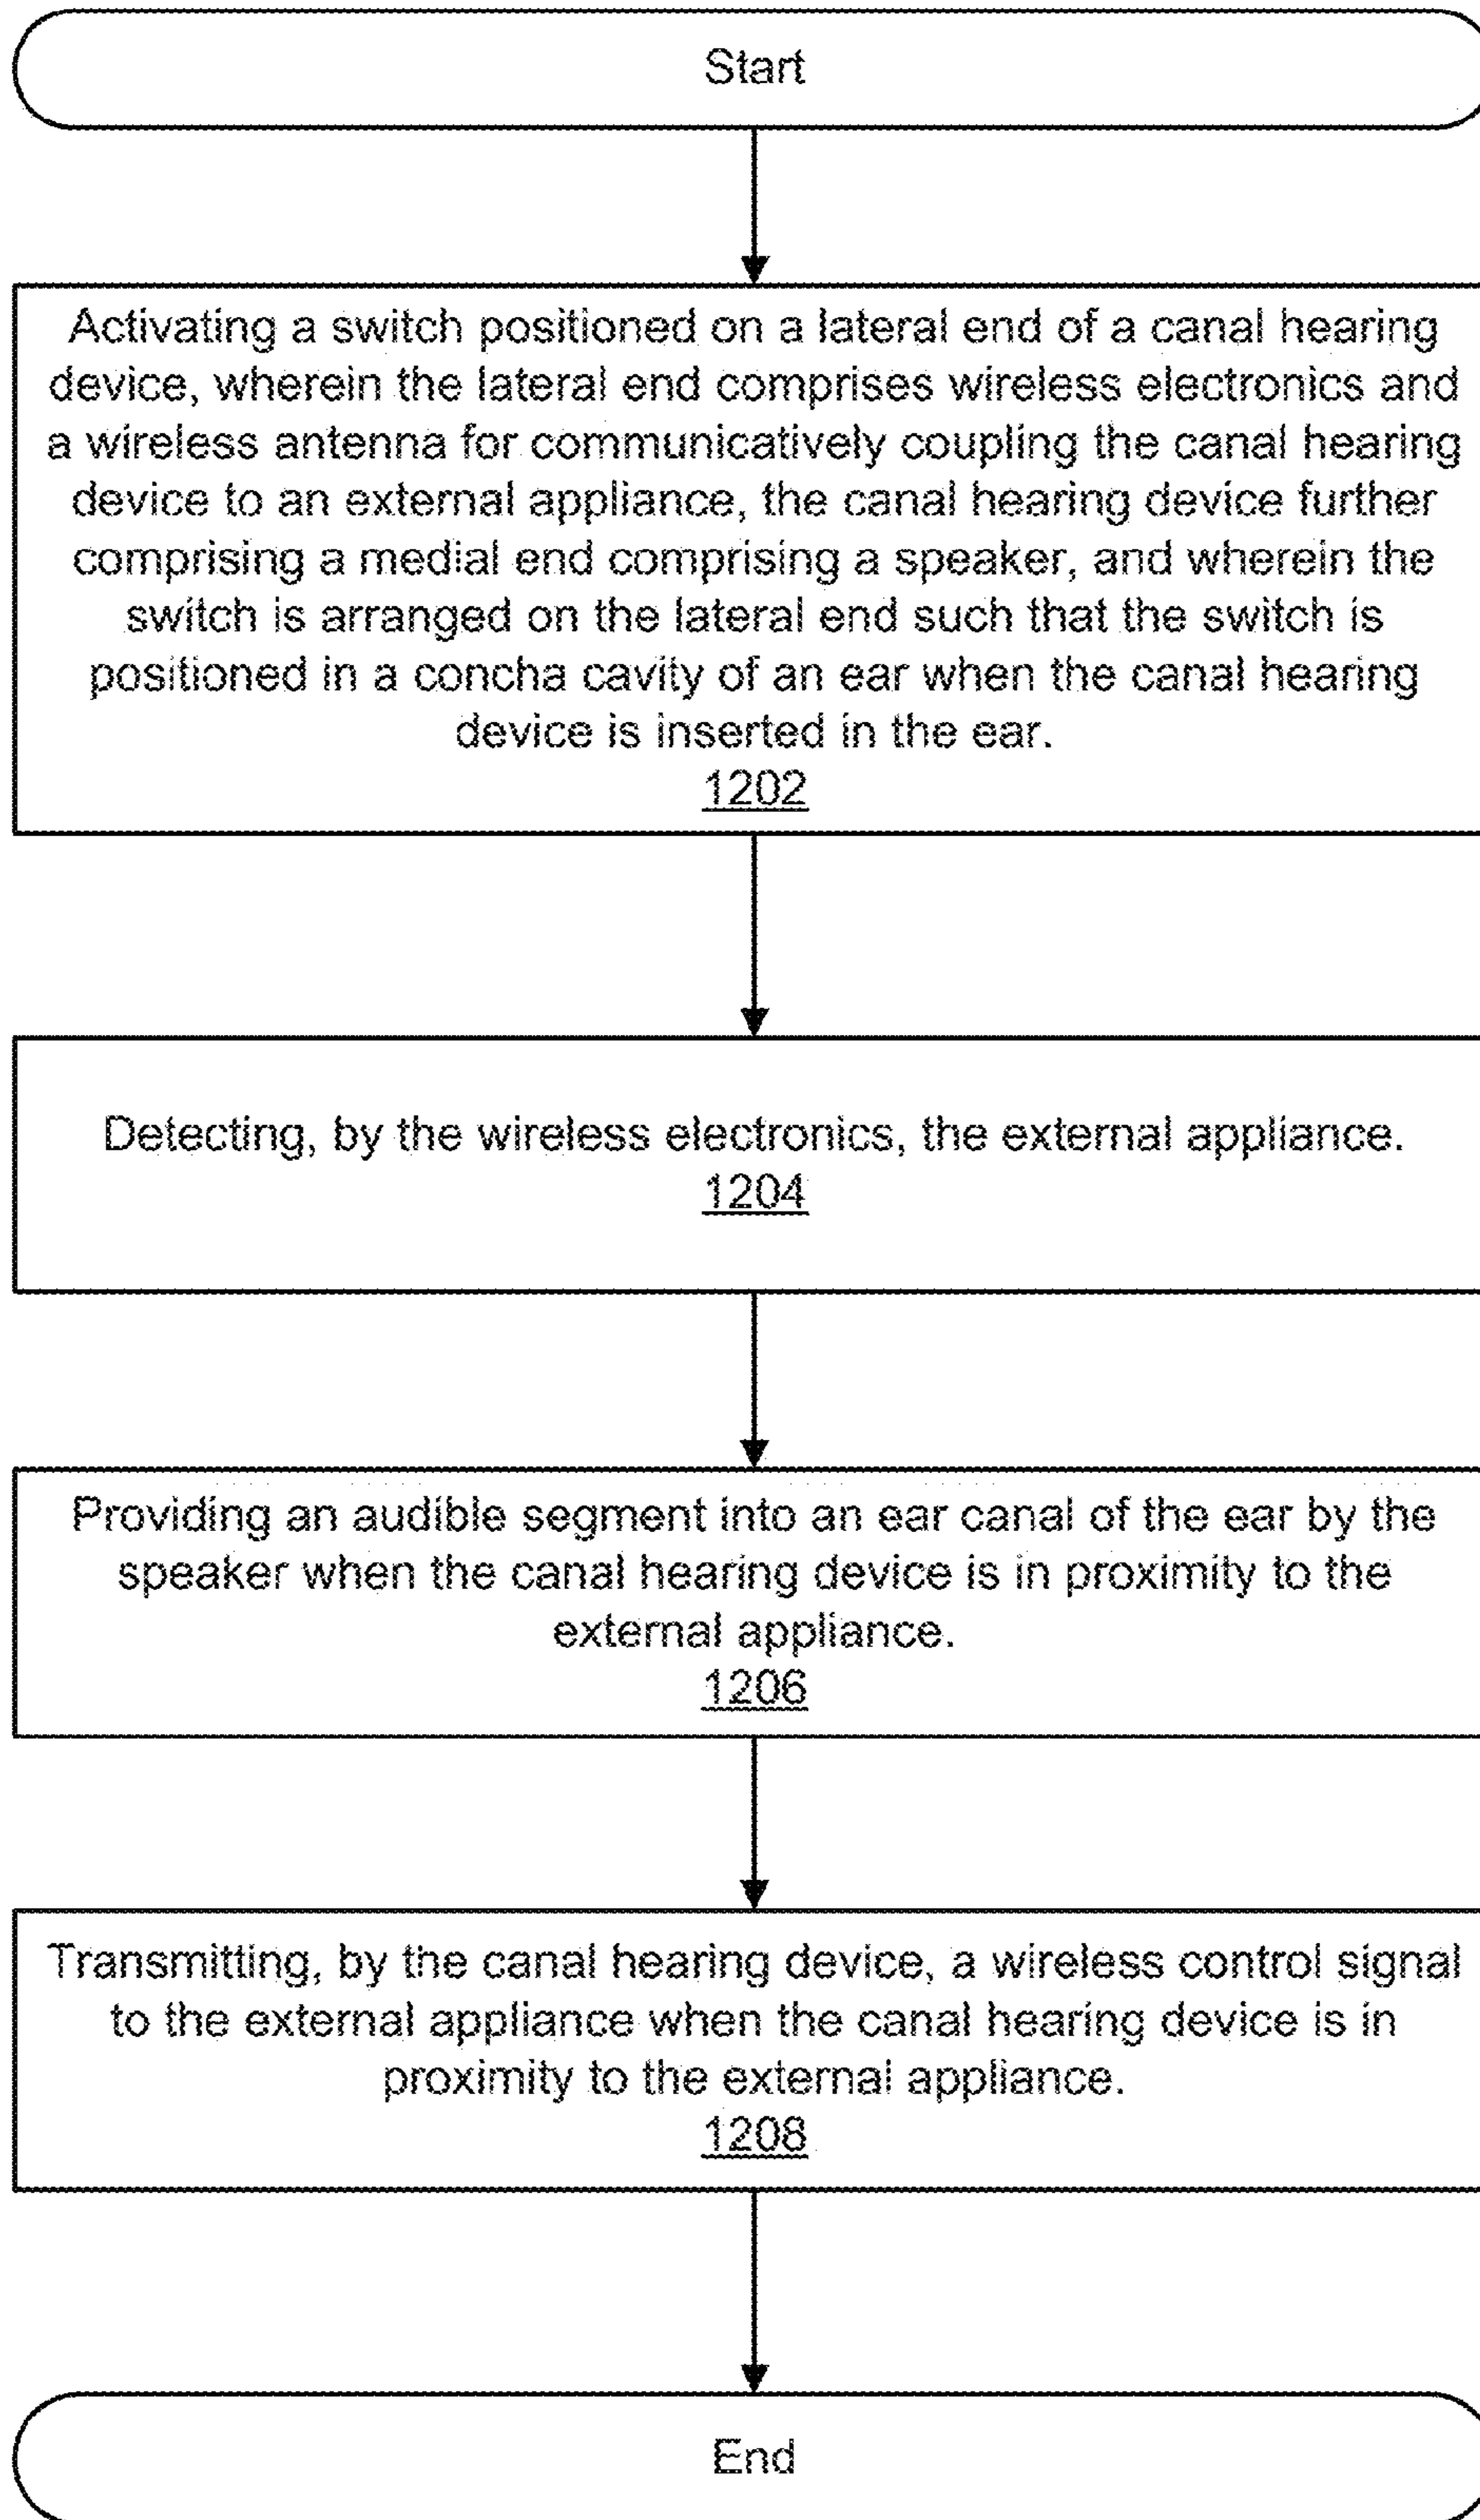 Start
Activating a switch positioned on a lateral end of a canal hearing
device, wherein the lateral end comprises wireless electronics and
a wireless antenna for communicatively coupling the canal hearing
device to an external appliance, the canal hearing device further
comprising a medial end comprising a speaker, and wherein the
switch is arranged on the lateral end such that the switch is
positioned in a concha cavity of an ear when the canal hearing
device is inserted in the ear.
1202
Detecting, by the wireless electronics, the external appliance.
1204
Providing an audible segment into an ear canal of the ear by the
speaker when the canal hearing device is in proximity to the
external appliance.
1206
Transmitting, by the canal hearing device, a wireless control signal
to the external appliance when the canal hearing device is in
proximity to the external appliance.
1208
End